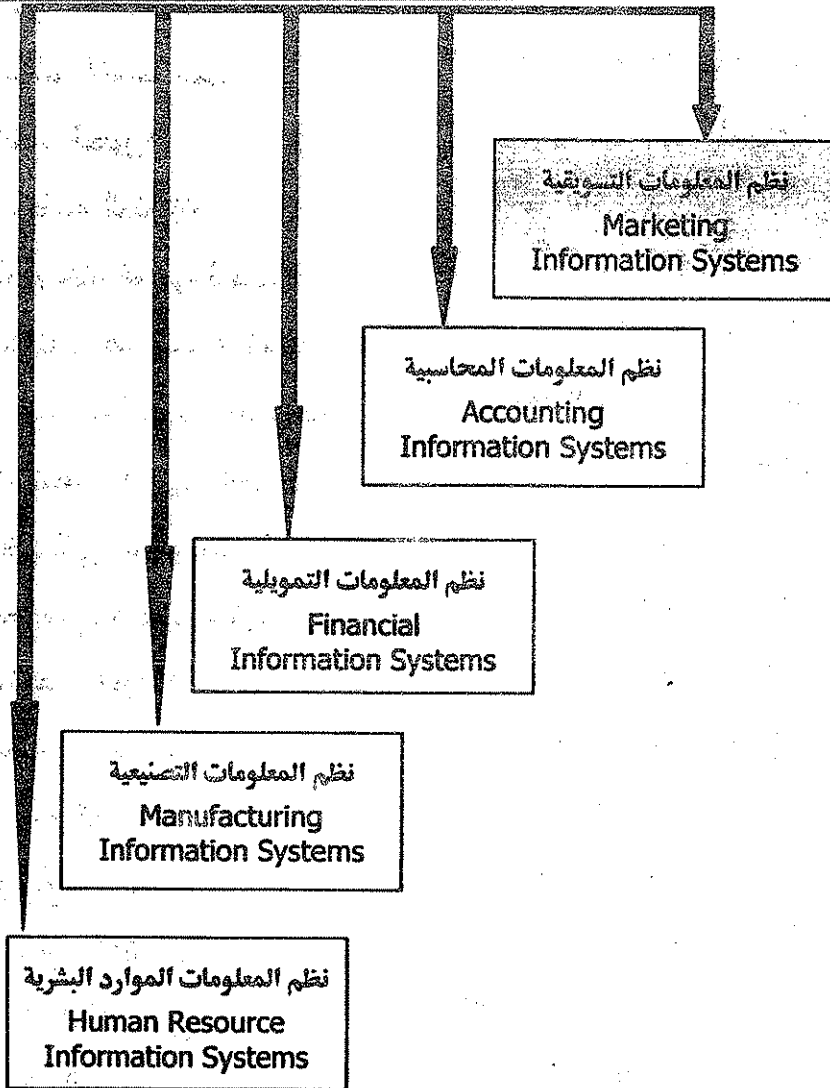 نظم المعلومات التسويقية
Marketing
Information Systems
نظم المعلومات المحاسبية
Accounting
Information Systems
نظم المعلومات التمويلية
Financial
Information Systems
نظم المعلومات التصنيعية
Manufacturing
Information Systems
نظم المعلومات الموارد البشرية
Human Resource
Information Systems